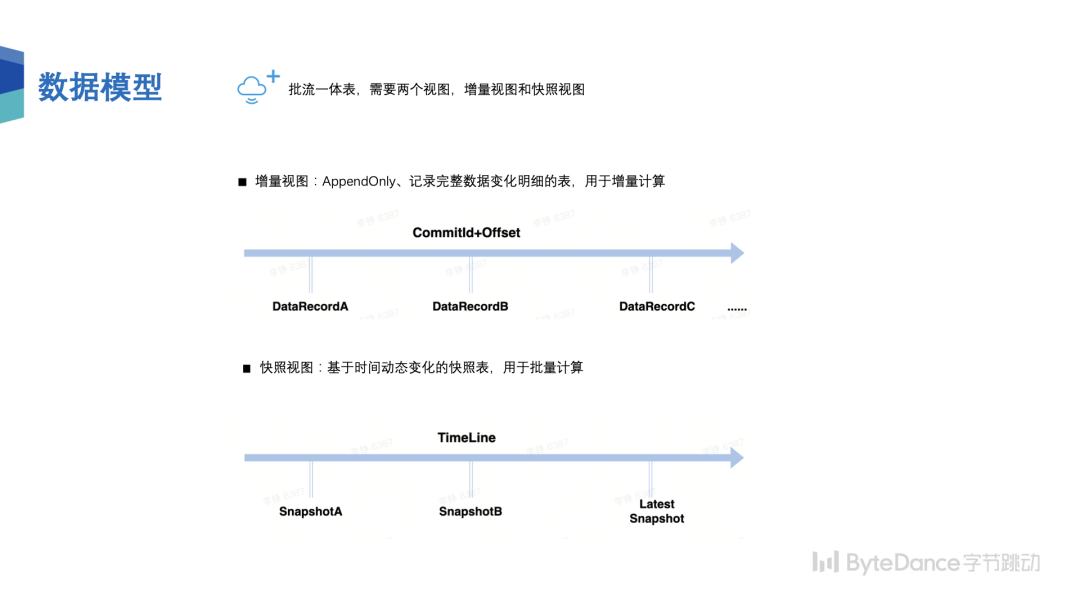 数据模型
批流一体表，需要两个视图，增量视图和快照视图
■ 增量视图：AppendOnly、记录完整数据变化明细的表，用于增量计算
CommitId+Offset
DataRecordA DataRecordB DataRecordC ......
■ 快照视图：基于时间动态变化的快照表，用于批量计算
TimeLine
SnapshotA SnapshotB Latest
Snapshot
ByteDance字节跳动